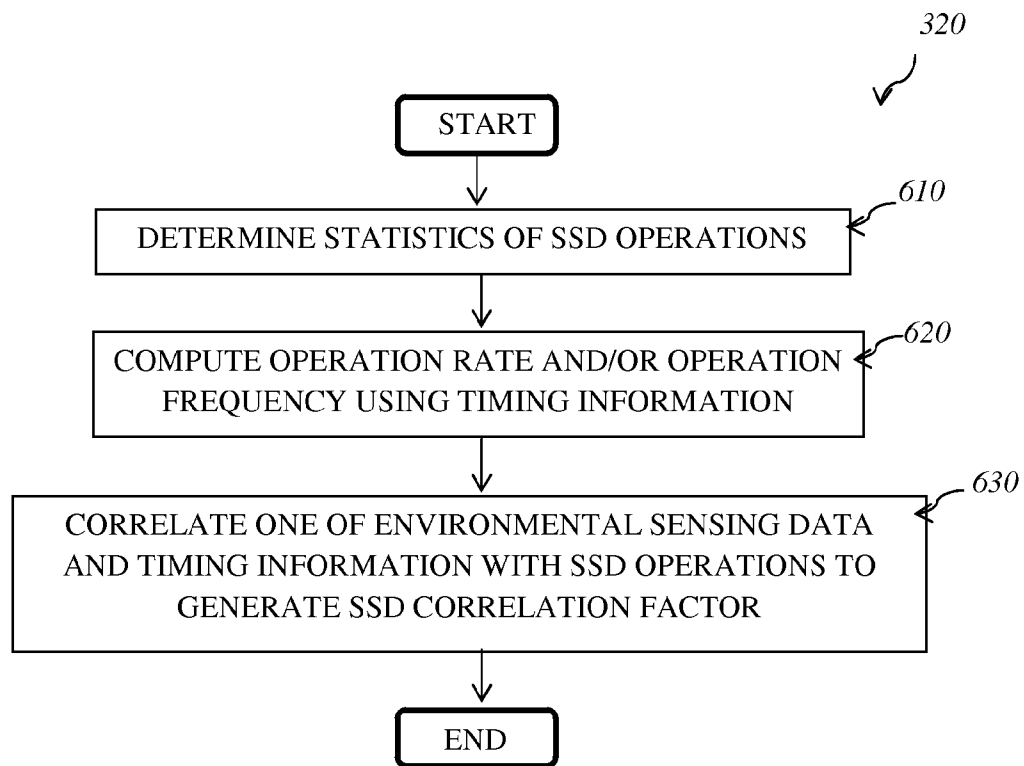 320
START
610
DETERMINE STATISTICS OF SSD OPERATIONS
620
COMPUTE OPERATION RATE AND/OR OPERATION
FREQUENCY USING TIMING INFORMATION
630
CORRELATE ONE OF ENVIRONMENTAL SENSING DATA
AND TIMING INFORMATION WITH SSD OPERATIONS TO
GENERATE SSD CORRELATION FACTOR
END